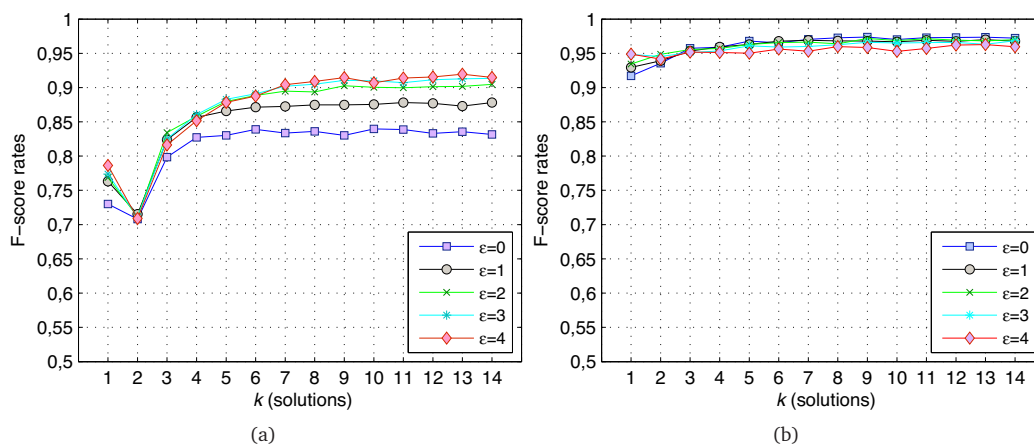 1
0,95
0,9
0,85
0,8
0,75
0,7
0,65
0,6
0,55
0,5
F−score rates
1 2 3 4 5 6 7 8 9 10 11 12 13 14
k (solutions)
ε=0
ε=1
ε=2
ε=3
ε=4
(a)
1
0,95
0,9
0,85
0,8
0,75
0,7
0,65
0,6
0,55
0,5
F−score rates
1 2 3 4 5 6 7 8 9 10 11 12 13 14
k (solutions)
ε=0
ε=1
ε=2
ε=3
ε=4
(b)